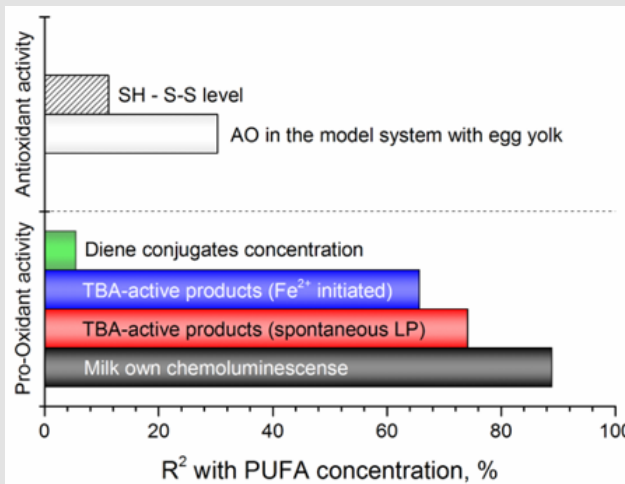 Antioxidant activity
SH - S-S level
AO in the model system with egg yolk
Pro-Oxidant activity
Diene conjugates concentration
TBA-active products (Fe²⁺ initiated)
TBA-active products (spontaneous LP)
Milk own chemoluminescense
0 20 40 60 80 100
R² with PUFA concentration, %